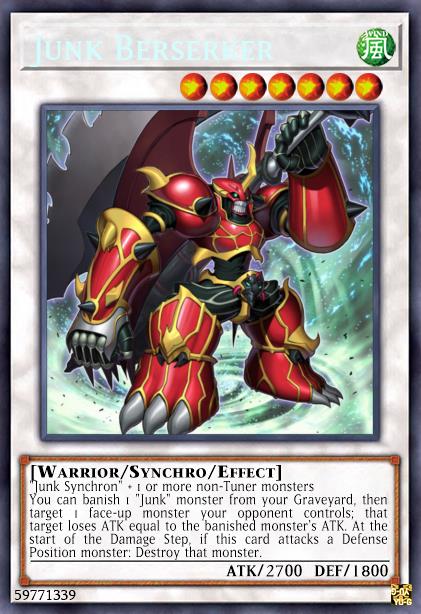 Junk Berserker
WIND
風
[Warrior/Synchro/Effect]
"Junk Synchron" + 1 or more non-Tuner monsters
You can banish 1 "Junk" monster from your Graveyard, then
target 1 face-up monster your opponent controls; that
target loses ATK equal to the banished monster's ATK. At the
start of the Damage Step, if this card attacks a Defense
Position monster: Destroy that monster.
ATK/2700 DEF/1800
59771339